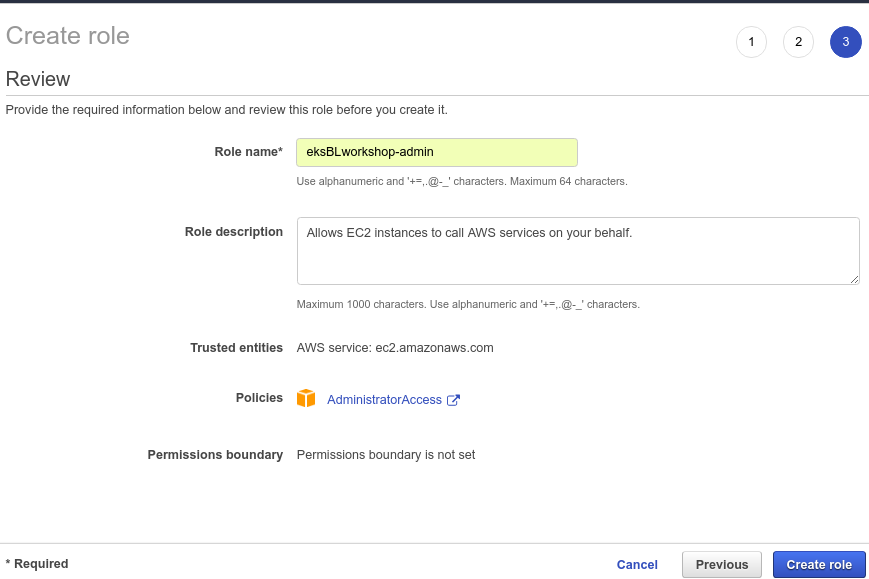 Create role
1 2 3
Review
Provide the required information below and review this role before you create it.
Role name* eksBLworkshop-admin
Use alphanumeric and '+=,.@-_' characters. Maximum 64 characters.
Role description Allows EC2 instances to call AWS services on your behalf.
Maximum 1000 characters. Use alphanumeric and '+=,.@-_' characters.
Trusted entities AWS service: ec2.amazonaws.com
Policies AdministratorAccess
Permissions boundary Permissions boundary is not set
* Required Cancel Previous Create role